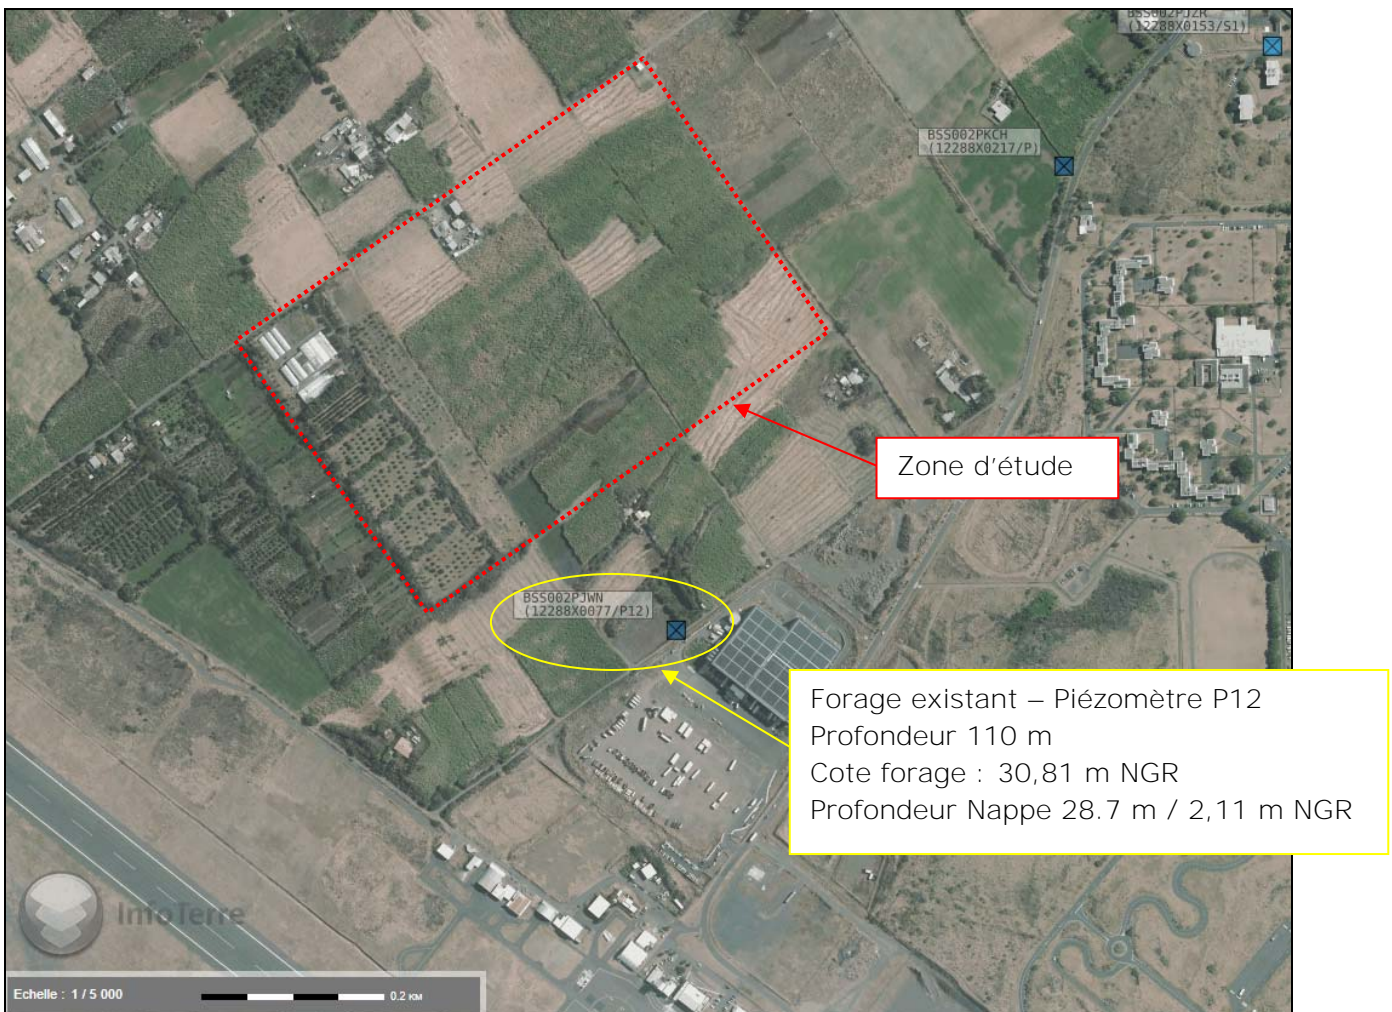 BSS002PJZR
(12288X0153/S1)
BSS002PKCH
(12288X0217/P)
Zone d'étude
BSS002PJWN
(12288X0077/P12)
Forage existant – Piézomètre P12
Profondeur 110 m
Cote forage : 30,81 m NGR
Profondeur Nappe 28.7 m / 2,11 m NGR
InfoTerre
Echelle : 1 / 5 000
0.2 KM